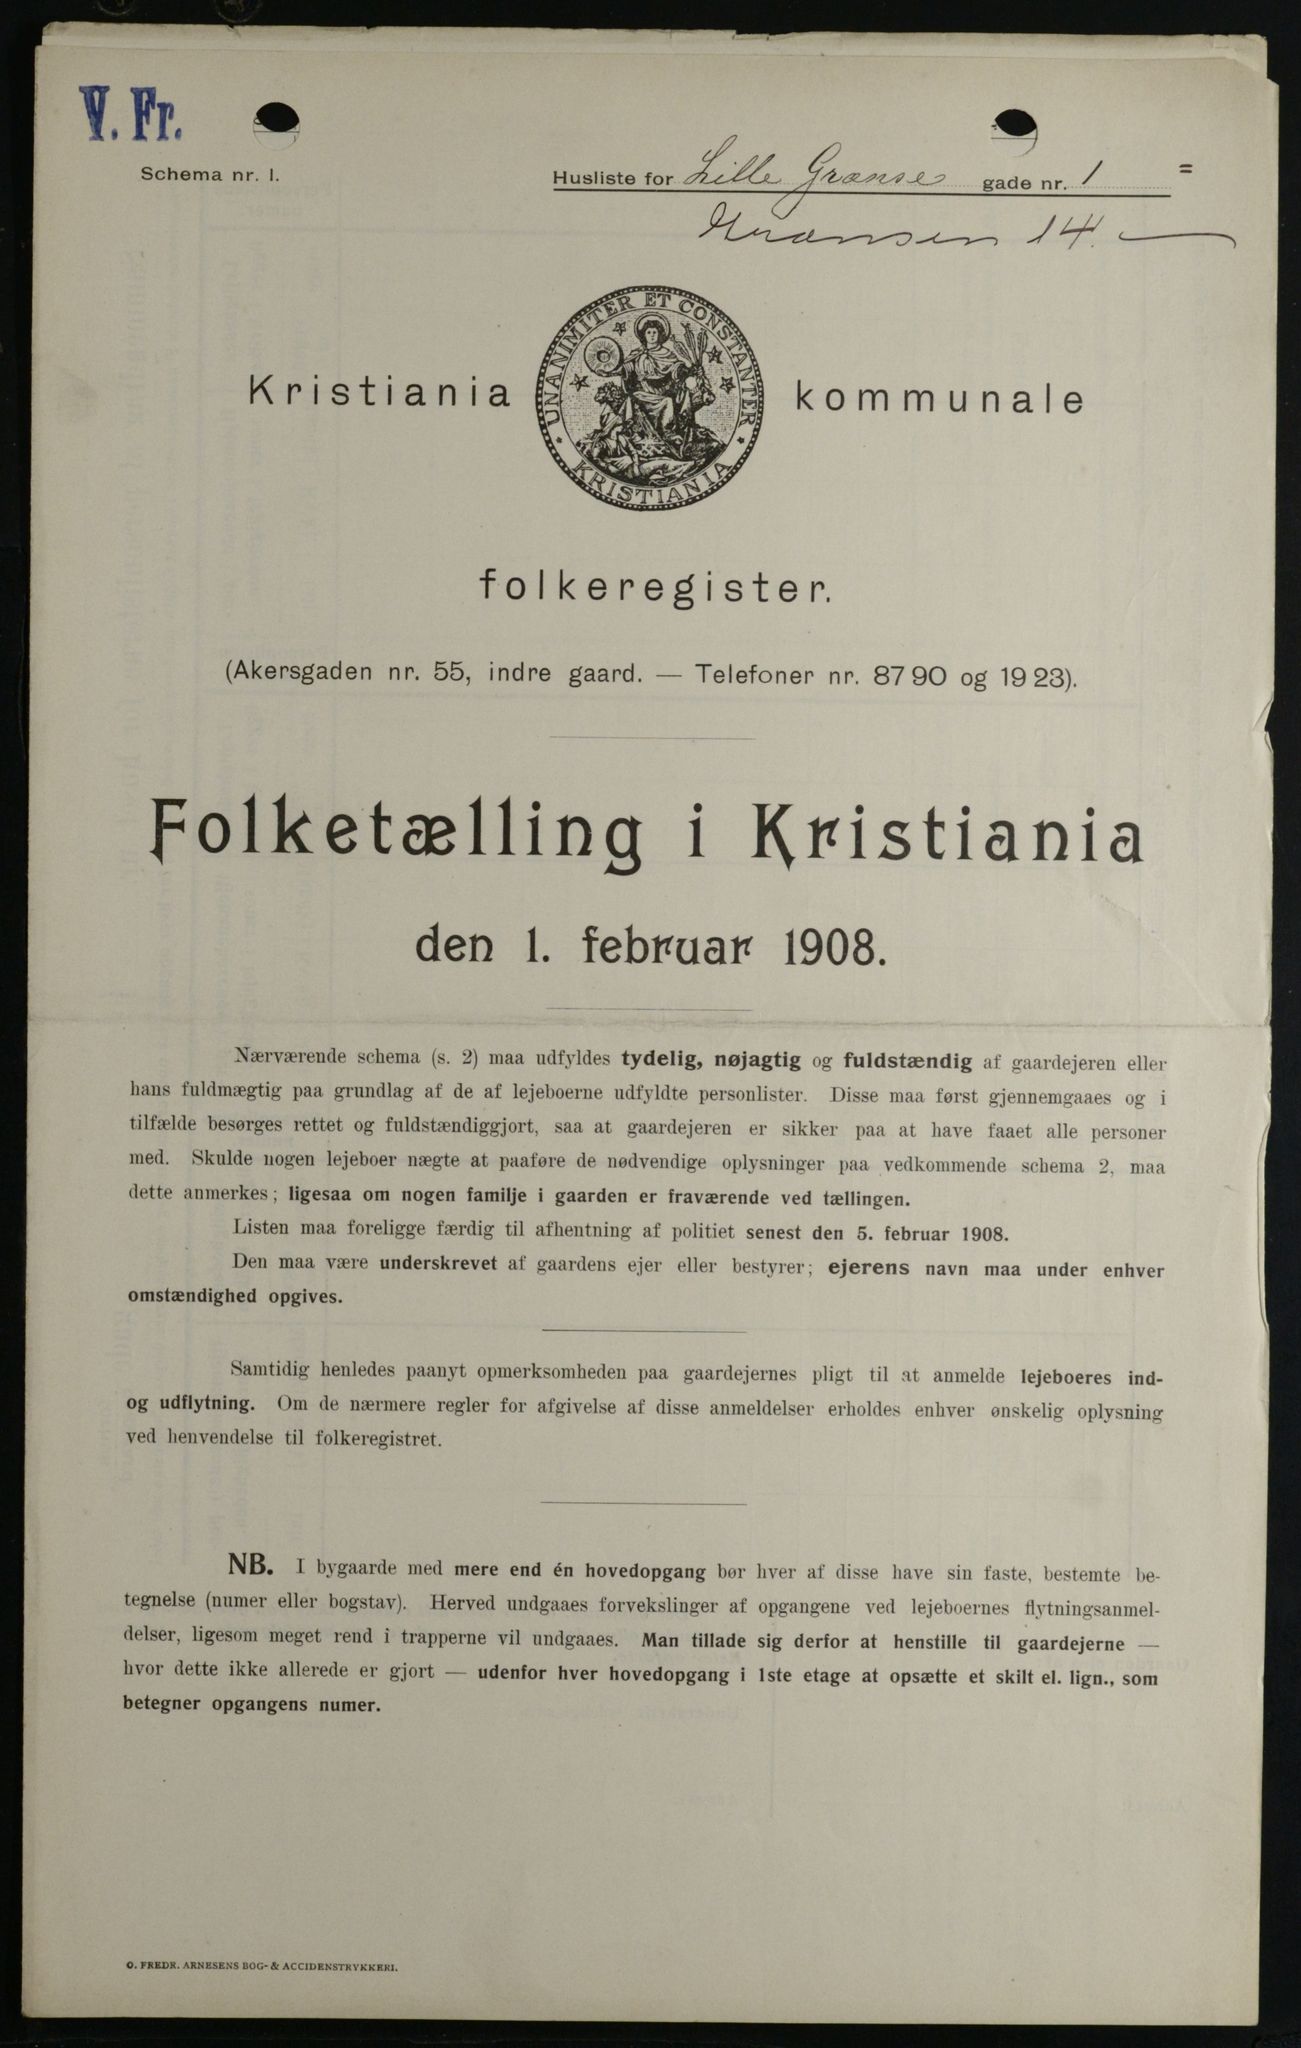 V. Fr.
Schema nr. 1.
Husliste for Lille Grænse gade nr. 1 =
Grænsen 14. —
UNANIMITER ET CONSTANTER
KRISTIANIA
Kristiania kommunale
folkeregister.
(Akersgaden nr. 55, indre gaard. — Telefoner nr. 8790 og 1923).
Folketælling i Kristiania
den 1. februar 1908.
Nærværende schema (s. 2) maa udfyldes tydelig, nøjagtig og fuldstændig af gaardejeren eller
hans fuldmægtig paa grundlag af de af lejeboerne udfyldte personlister. Disse maa først gjennemgaaes og i
tilfælde besørges rettet og fuldstændiggjort, saa at gaardejeren er sikker paa at have faaet alle personer
med. Skulde nogen lejeboer nægte at paaføre de nødvendige oplysninger paa vedkommende schema 2, maa
dette anmerkes; ligesaa om nogen familje i gaarden er fraværende ved tællingen.
Listen maa foreligge færdig til afhentning af politiet senest den 5. februar 1908.
Den maa være underskrevet af gaardens ejer eller bestyrer; ejerens navn maa under enhver
omstændighed opgives.
Samtidig henledes paanyt opmerksomheden paa gaardejernes pligt til at anmelde lejeboeres ind-
og udflytning. Om de nærmere regler for afgivelse af disse anmeldelser erholdes enhver ønskelig oplysning
ved henvendelse til folkeregistret.
NB. I bygaarde med mere end én hovedopgang bør hver af disse have sin faste, bestemte be-
tegnelse (numer eller bogstav). Herved undgaaes forvekslinger af opgangene ved lejeboernes flytningsanmel-
delser, ligesom meget rend i trapperne vil undgaaes. Man tillade sig derfor at henstille til gaardejerne —
hvor dette ikke allerede er gjort — udenfor hver hovedopgang i 1ste etage at opsætte et skilt el. lign., som
betegner opgangens numer.
O. FREDR. ARNESENS BOG- & ACCIDENSTRYKKERI.